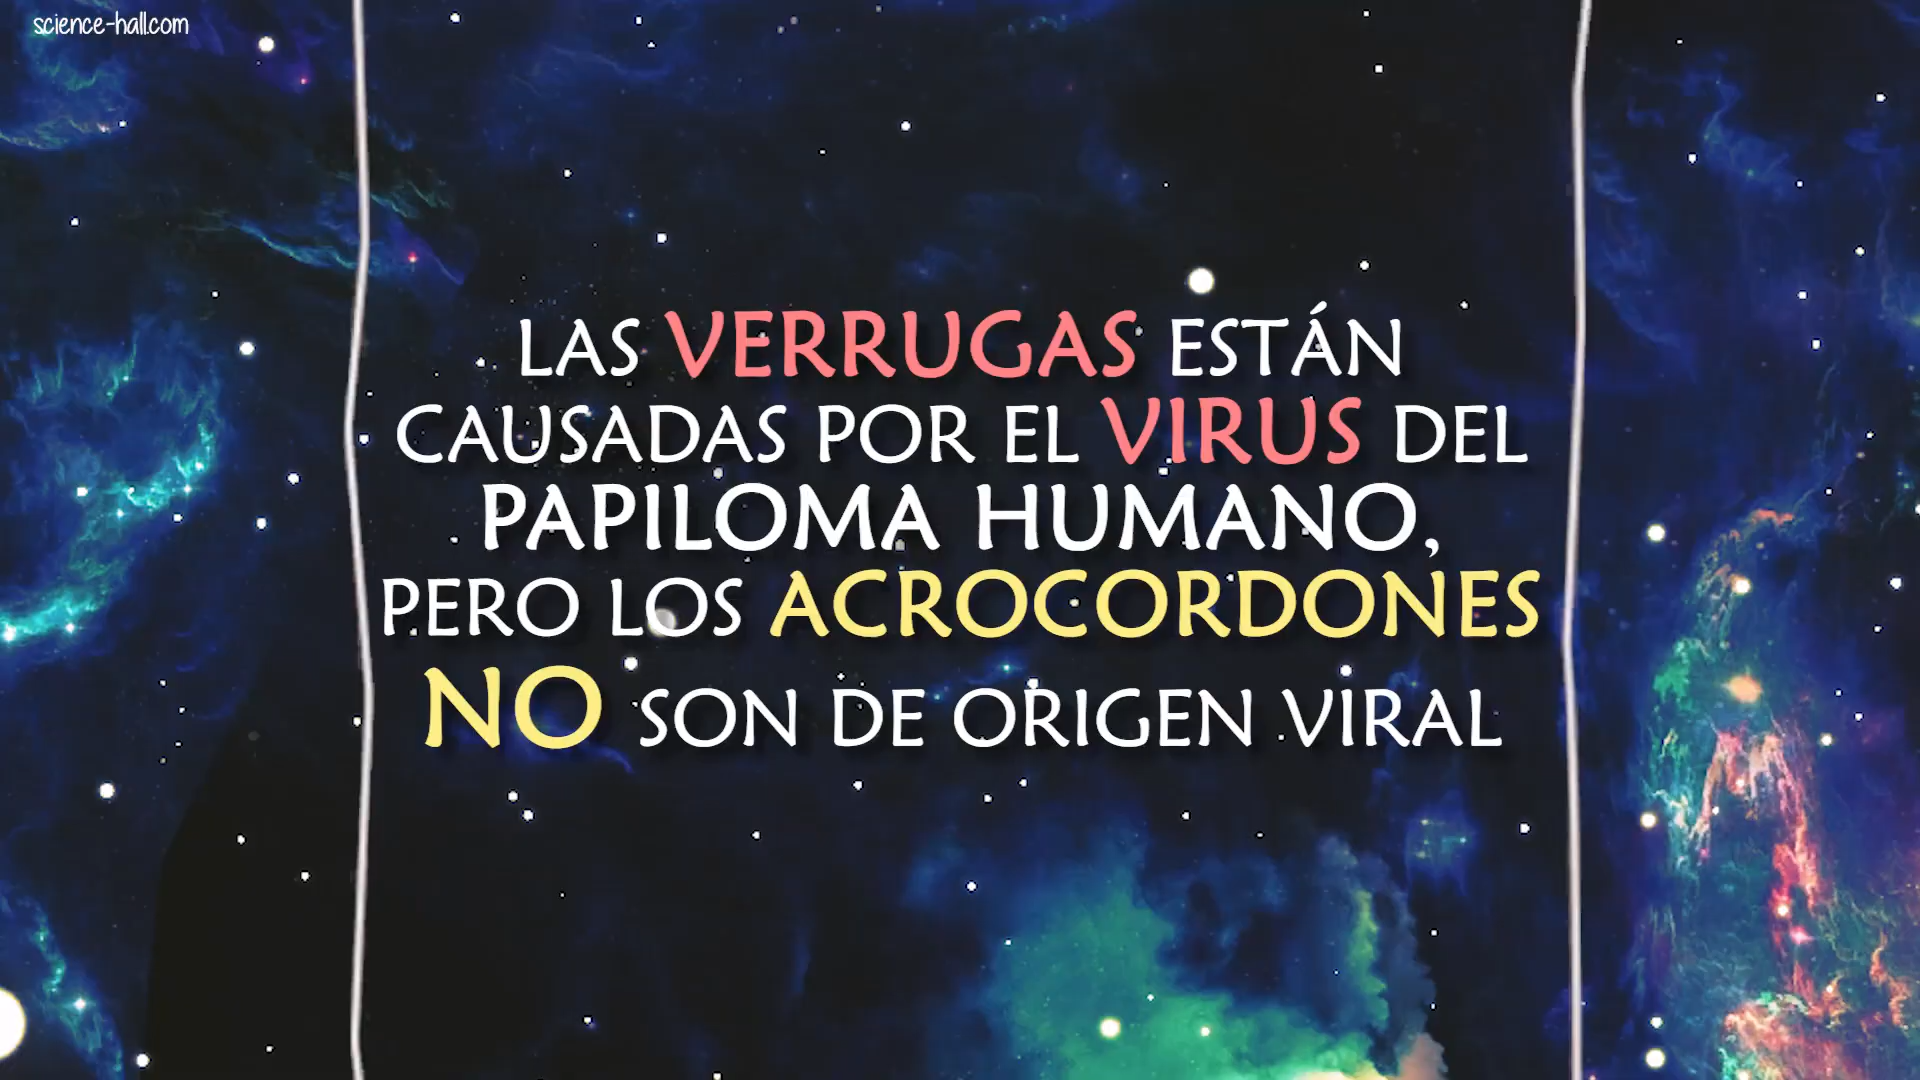 science-hall.com
LAS VERRUGAS ESTÁN
CAUSADAS POR EL VIRUS DEL
PAPILOMA HUMANO,
PERO LOS ACROCORDONES
NO SON DE ORIGEN VIRAL